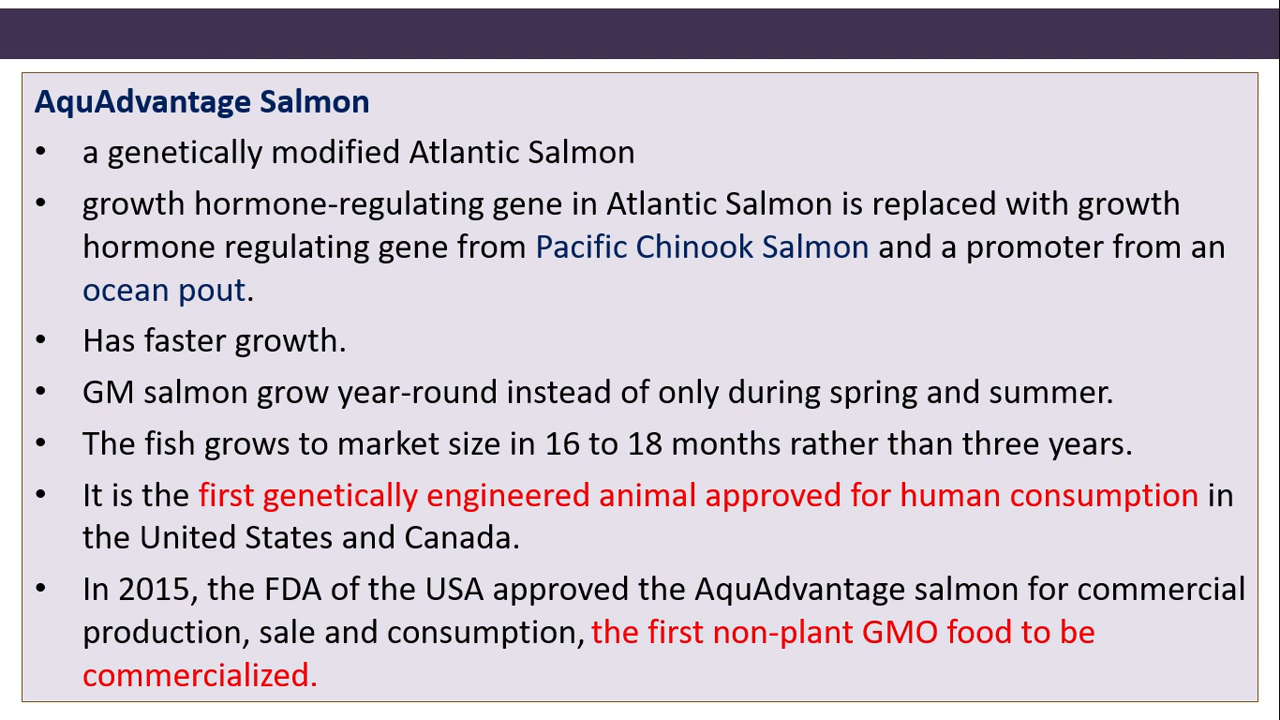 AquAdvantage Salmon
• a genetically modified Atlantic Salmon
• growth hormone-regulating gene in Atlantic Salmon is replaced with growth
hormone regulating gene from Pacific Chinook Salmon and a promoter from an
ocean pout.
• Has faster growth.
• GM salmon grow year-round instead of only during spring and summer.
• The fish grows to market size in 16 to 18 months rather than three years.
• It is the first genetically engineered animal approved for human consumption in
the United States and Canada.
• In 2015, the FDA of the USA approved the AquAdvantage salmon for commercial
production, sale and consumption, the first non-plant GMO food to be
commercialized.